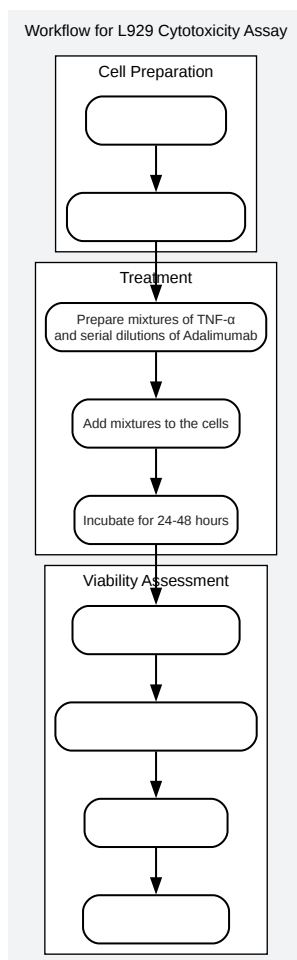 Workflow for L929 Cytotoxicity Assay
Cell Preparation
Treatment
Prepare mixtures of TNF-α
and serial dilutions of Adalimumab
Add mixtures to the cells
Incubate for 24-48 hours
Viability Assessment